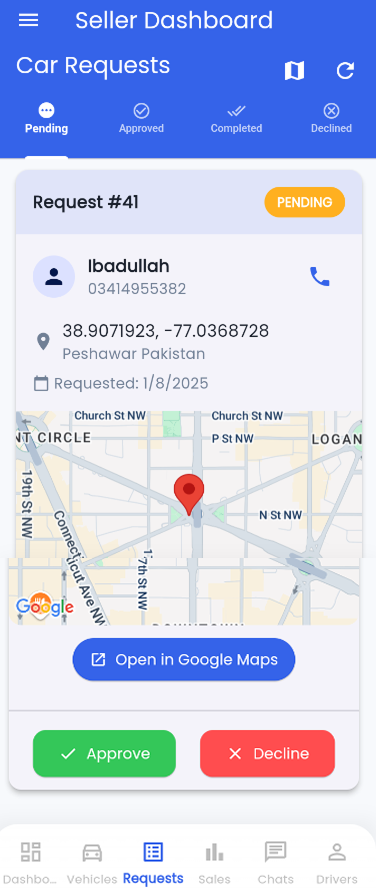 Seller Dashboard
Car Requests
Pending
Approved
Completed
Declined
Request #41
PENDING
Ibadullah
03414955382
38.9071923, -77.0368728
Peshawar Pakistan
Requested: 1/8/2025
Church St NW
Church St NW
NT CIRCLE
P St NW
LOGAN
19th St NW
Connecticut Ave NW
N St NW
17th St NW
Google
Open in Google Maps
Approve
Decline
Dashbo...
Vehicles
Requests
Sales
Chats
Drivers